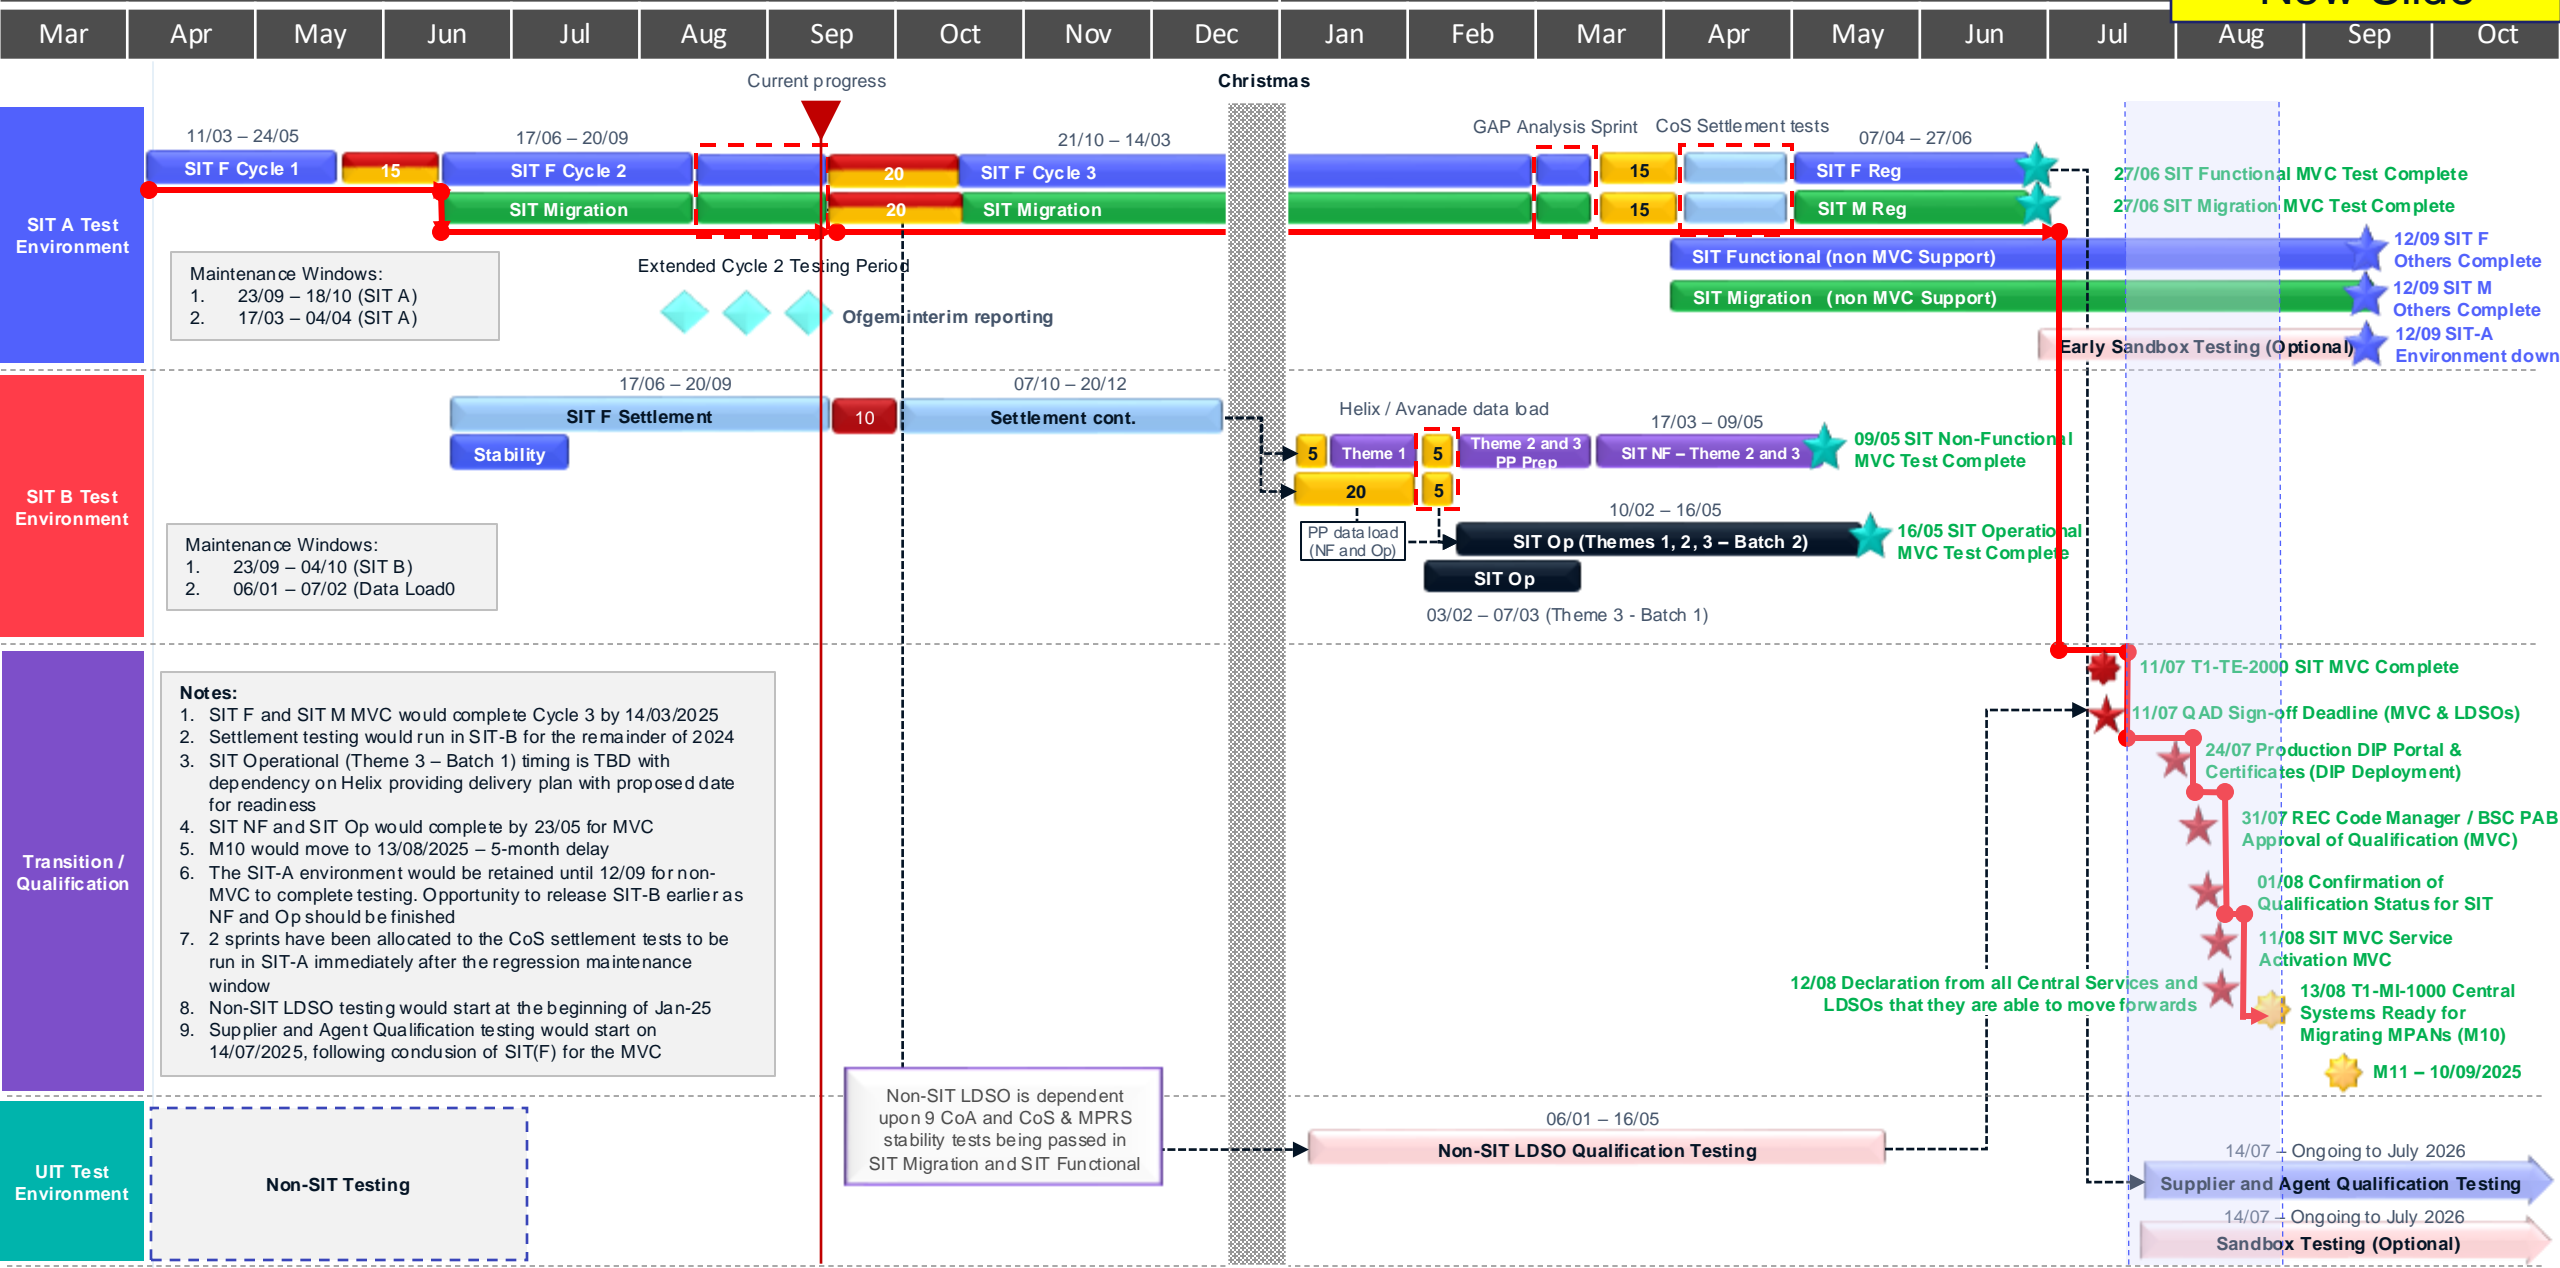 New Slide
Mar Apr May Jun Jul Aug Sep Oct Nov Dec Jan Feb Mar Apr May Jun Jul Aug Sep Oct
Current progress
Christmas
SIT A Test
Environment
11/03 – 24/05
17/06 – 20/09
21/10 – 14/03
GAP Analysis Sprint
CoS Settlement tests
07/04 – 27/06
SIT F Cycle 1
15
SIT F Cycle 2
20
SIT F Cycle 3
15
SIT F Reg
27/06 SIT Functional MVC Test Complete
SIT Migration
20
SIT Migration
15
SIT M Reg
27/06 SIT Migration MVC Test Complete
Maintenance Windows:
1. 23/09 – 18/10 (SIT A)
2. 17/03 – 04/04 (SIT A)
Extended Cycle 2 Testing Period
Ofgem interim reporting
SIT Functional (non MVC Support)
12/09 SIT F
Others Complete
SIT Migration (non MVC Support)
12/09 SIT M
Others Complete
Early Sandbox Testing (Optional)
12/09 SIT-A
Environment down
SIT B Test
Environment
17/06 – 20/09
07/10 – 20/12
SIT F Settlement
10
Settlement cont.
Stability
Helix / Avanade data load
17/03 – 09/05
5
Theme 1
5
Theme 2 and 3
PP Prep
SIT NF – Theme 2 and 3
09/05 SIT Non-Functional
MVC Test Complete
20
5
PP data load
(NF and Op)
10/02 – 16/05
SIT Op (Themes 1, 2, 3 – Batch 2)
16/05 SIT Operational
MVC Test Complete
SIT Op
03/02 – 07/03 (Theme 3 - Batch 1)
Maintenance Windows:
1. 23/09 – 04/10 (SIT B)
2. 06/01 – 07/02 (Data Load0
Transition /
Qualification
Notes:
1. SIT F and SIT M MVC would complete Cycle 3 by 14/03/2025
2. Settlement testing would run in SIT-B for the remainder of 2024
3. SIT Operational (Theme 3 – Batch 1) timing is TBD with
dependency on Helix providing delivery plan with proposed date
for readiness
4. SIT NF and SIT Op would complete by 23/05 for MVC
5. M10 would move to 13/08/2025 – 5-month delay
6. The SIT-A environment would be retained until 12/09 for non-
MVC to complete testing. Opportunity to release SIT-B earlier as
NF and Op should be finished
7. 2 sprints have been allocated to the CoS settlement tests to be
run in SIT-A immediately after the regression maintenance
window
8. Non-SIT LDSO testing would start at the beginning of Jan-25
9. Supplier and Agent Qualification testing would start on
14/07/2025, following conclusion of SIT(F) for the MVC
11/07 T1-TE-2000 SIT MVC Complete
11/07 QAD Sign-off Deadline (MVC & LDSOs)
24/07 Production DIP Portal &
Certificates (DIP Deployment)
31/07 REC Code Manager / BSC PAB
Approval of Qualification (MVC)
01/08 Confirmation of
Qualification Status for SIT
11/08 SIT MVC Service
Activation MVC
12/08 Declaration from all Central Services and
LDSOs that they are able to move forwards
13/08 T1-MI-1000 Central
Systems Ready for
Migrating MPANs (M10)
M11 – 10/09/2025
UIT Test
Environment
Non-SIT Testing
Non-SIT LDSO is dependent
upon 9 CoA and CoS & MPRS
stability tests being passed in
SIT Migration and SIT Functional
06/01 – 16/05
Non-SIT LDSO Qualification Testing
14/07 – Ongoing to July 2026
Supplier and Agent Qualification Testing
14/07 – Ongoing to July 2026
Sandbox Testing (Optional)